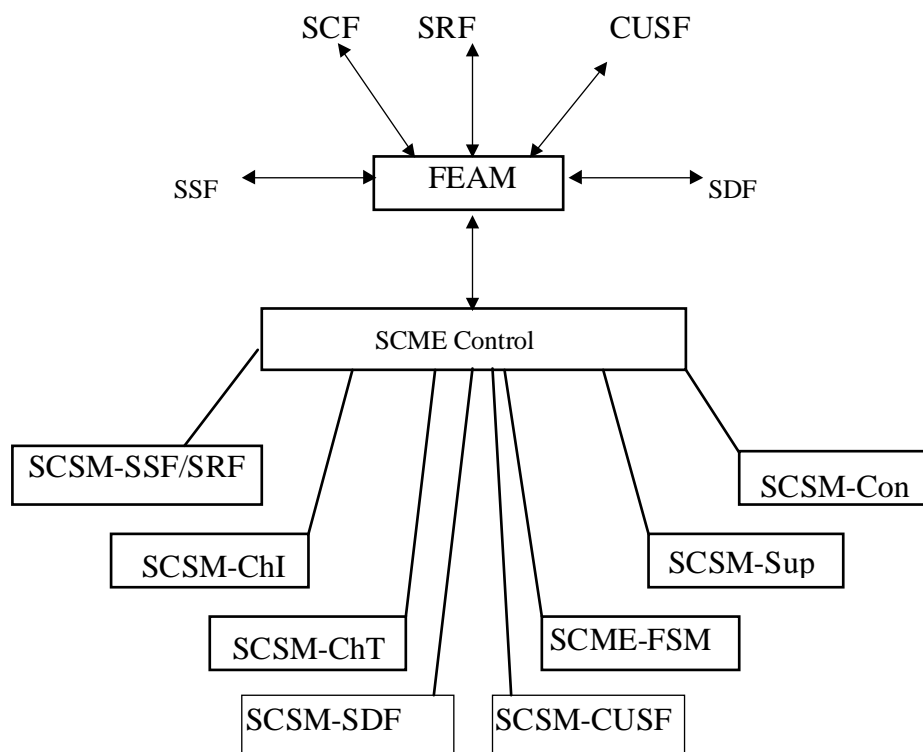 SCF
SRF
CUSF
SSF
FEAM
SDF
SCME Control
SCSM-SSF/SRF
SCSM-Con
SCSM-ChI
SCSM-Sup
SCSM-ChT
SCME-FSM
SCSM-SDF
SCSM-CUSF